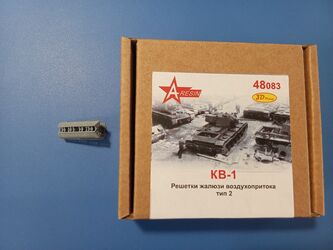 A-RESIN
48083
3D Print
КВ-1
Решетки жалюзи воздухопритока
тип 2